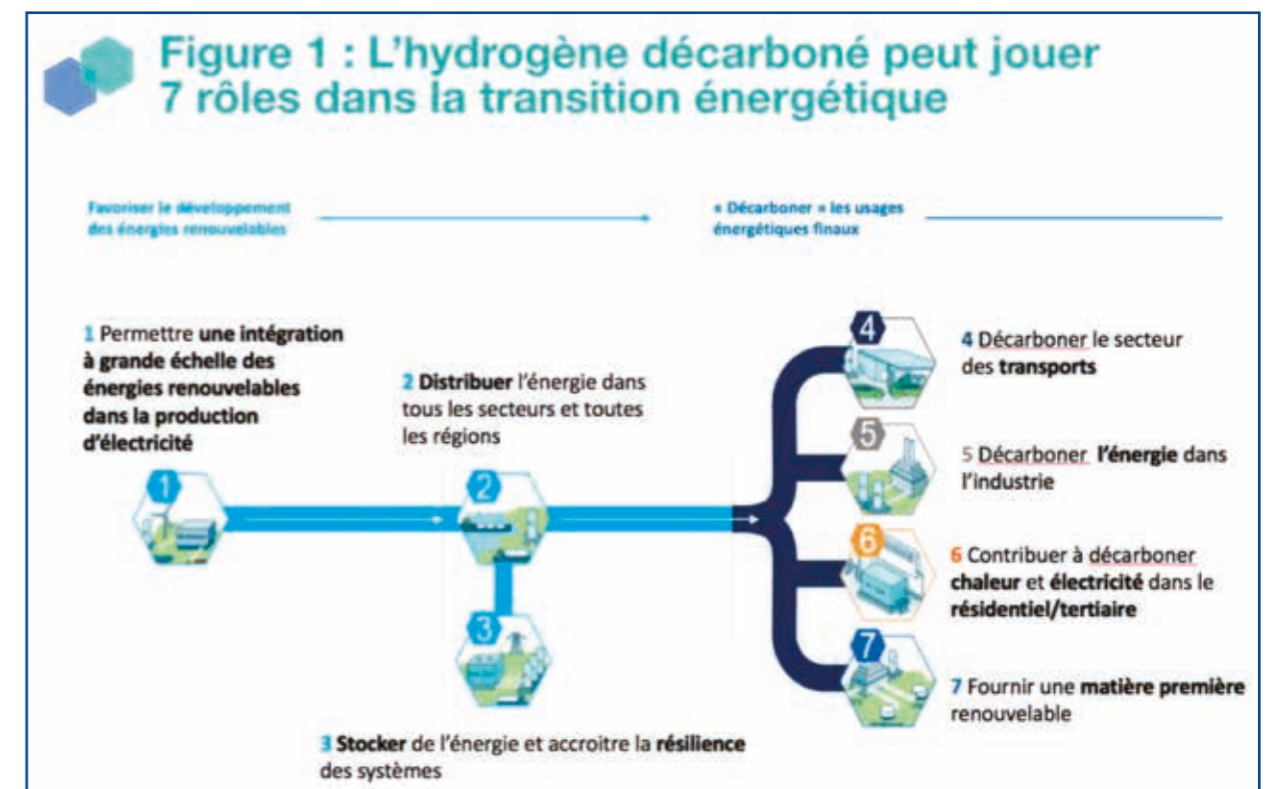 Figure 1 : L'hydrogène décarboné peut jouer
7 rôles dans la transition énergétique
Favoriser le développement
des énergies renouvelables
« Décarboner » les usages
énergétiques finaux
1 Permettre une intégration
à grande échelle des
énergies renouvelables
dans la production
d'électricité
2 Distribuer l'énergie dans
tous les secteurs et toutes
les régions
3 Stocker de l'énergie et accroitre la résilience
des systèmes
4 Décarboner le secteur
des transports
5 Décarboner l'énergie dans
l'industrie
6 Contribuer à décarboner
chaleur et électricité dans le
résidentiel/tertiaire
7 Fournir une matière première
renouvelable
1
2
3
4
5
6
7